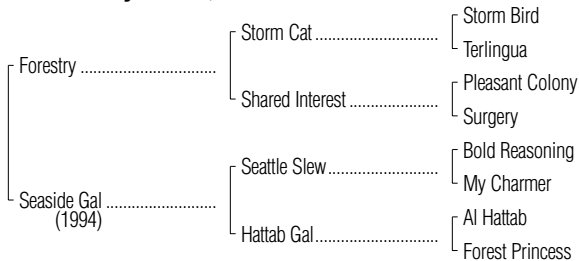 Storm Bird
Storm Cat
Terlingua
Forestry
Pleasant Colony
Shared Interest
Surgery
Bold Reasoning
Seattle Slew
My Charmer
Seaside Gal
(1994)
Al Hattab
Hattab Gal
Forest Princess